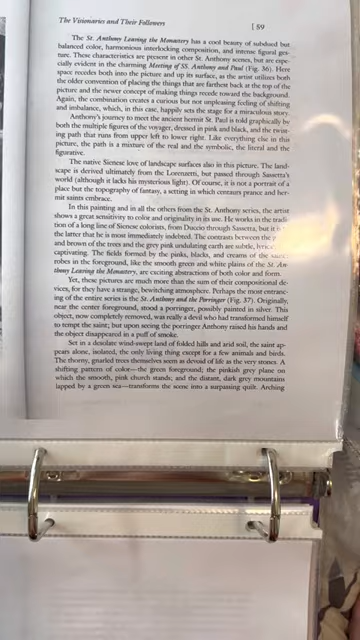 The Visionaries and Their Followers [ 59
The St. Anthony Leaving the Monastery has a cool beauty of subdued but
balanced color, harmonious interlocking composition, and intense figural ges-
ture. These characteristics are present in other St. Anthony scenes, but are espe-
cially evident in the charming Meeting of SS. Anthony and Paul (Fig. 36). Here
space recedes both into the picture and up its surface, as the artist utilizes both
the older convention of placing the things that are farthest back at the top of the
picture and the newer concept of making things recede toward the background.
Again, the combination creates a curious but not unpleasing feeling of shifting
and imbalance, which, in this case, happily sets the stage for a miraculous story.
Anthony's journey to meet the ancient hermit St. Paul is told graphically by
both the multiple figures of the voyager, dressed in pink and black, and the twist-
ing path that runs from upper left to lower right. Like everything else in this
picture, the path is a mixture of the real and the symbolic, the literal and the
figurative.
The native Sienese love of landscape surfaces also in this picture. The land-
scape is derived ultimately from the Lorenzetti, but passed through Sassetta's
world (although it lacks his mysterious light). Of course, it is not a portrait of a
place but the topography of fantasy, a setting in which centaurs prance and her-
mit saints embrace.
In this painting and in all the others from the St. Anthony series, the artist
shows a great sensitivity to color and originality in its use. He works in the tradi-
tion of a long line of Sienese colorists, from Duccio through Sassetta, but it is
the latter that he is most immediately indebted. The contrasts between the
and brown of the trees and the grey pink undulating earth are subtle,
captivating. The fields formed by the pinks, blacks, and creams of the
robes in the foreground, like the smooth green and white plains of the St. An-
thony Leaving the Monastery, are exciting abstractions of both color and form.
Yet, these pictures are much more than the sum of their compositional de-
vices, for they have a strange, bewitching atmosphere. Perhaps the most entranc-
ing of the entire series is the St. Anthony and the Porringer (Fig. 37). Originally,
near the center foreground, stood a porringer, possibly painted in silver. This
object, now completely removed, was really a devil who had transformed himself
to tempt the saint; but upon seeing the porringer Anthony raised his hands and
the object disappeared in a puff of smoke.
Set in a desolate wind-swept land of folded hills and arid soil, the saint ap-
pears alone, isolated, the only living thing except for a few animals and birds.
The thorny, gnarled trees themselves seem as devoid of life as the very stones. A
shifting pattern of color—the green foreground; the pinkish grey plane on
which the smooth, pink church stands; and the distant, dark grey mountains
lapped by a green sea—transforms the scene into a surpassing quilt. Arching